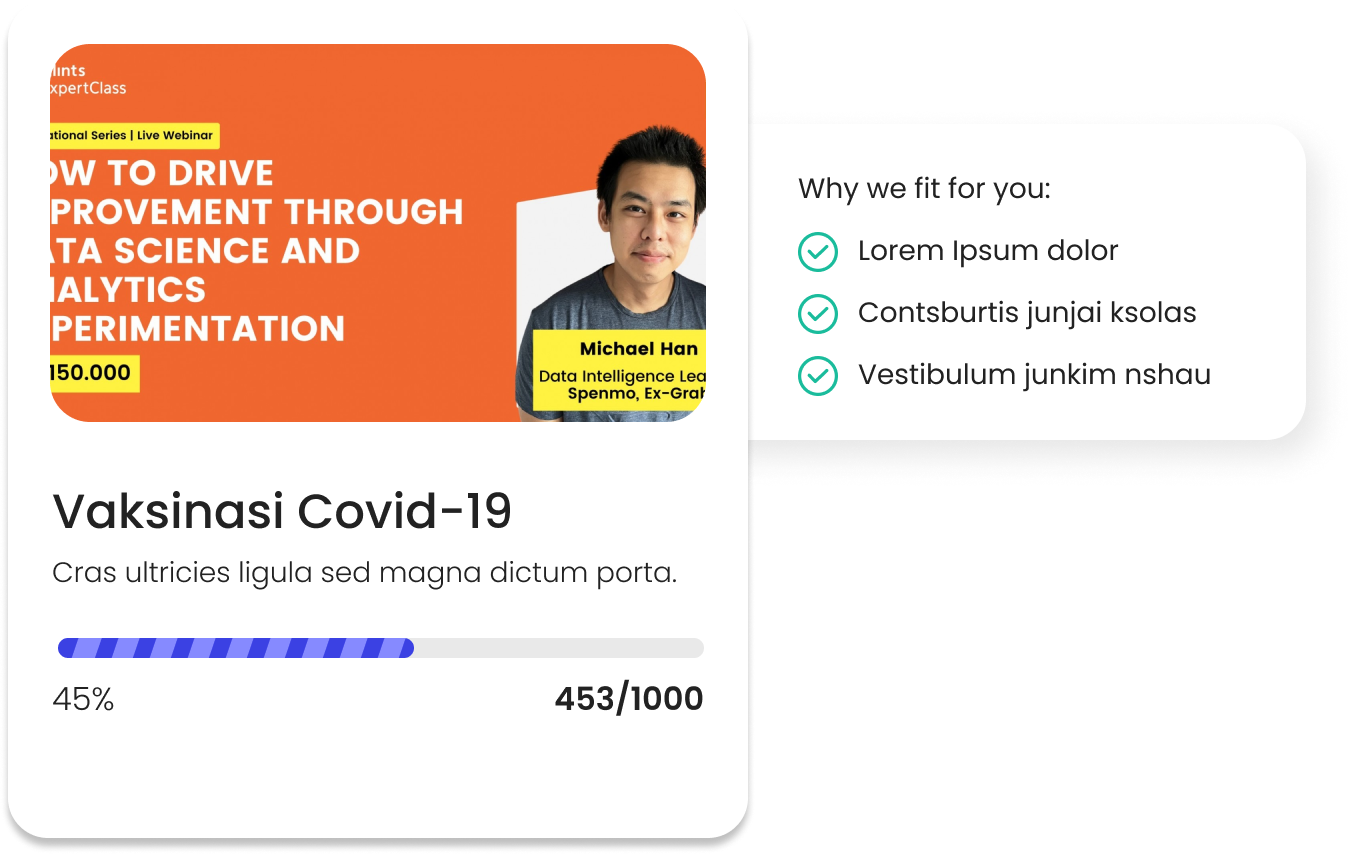 ints
xpertClass
ational Series | Live Webinar
OW TO DRIVE
PROVEMENT THROUGH
ATA SCIENCE AND
NALYTICS
PERIMENTATION
150.000
Michael Han
Data Intelligence Lea
Spenmo, Ex-Grab
Why we fit for you:
Lorem Ipsum dolor
Contsburtis junjai ksolas
Vestibulum junkim nshau
Vaksinasi Covid-19
Cras ultricies ligula sed magna dictum porta.
45%
453/1000